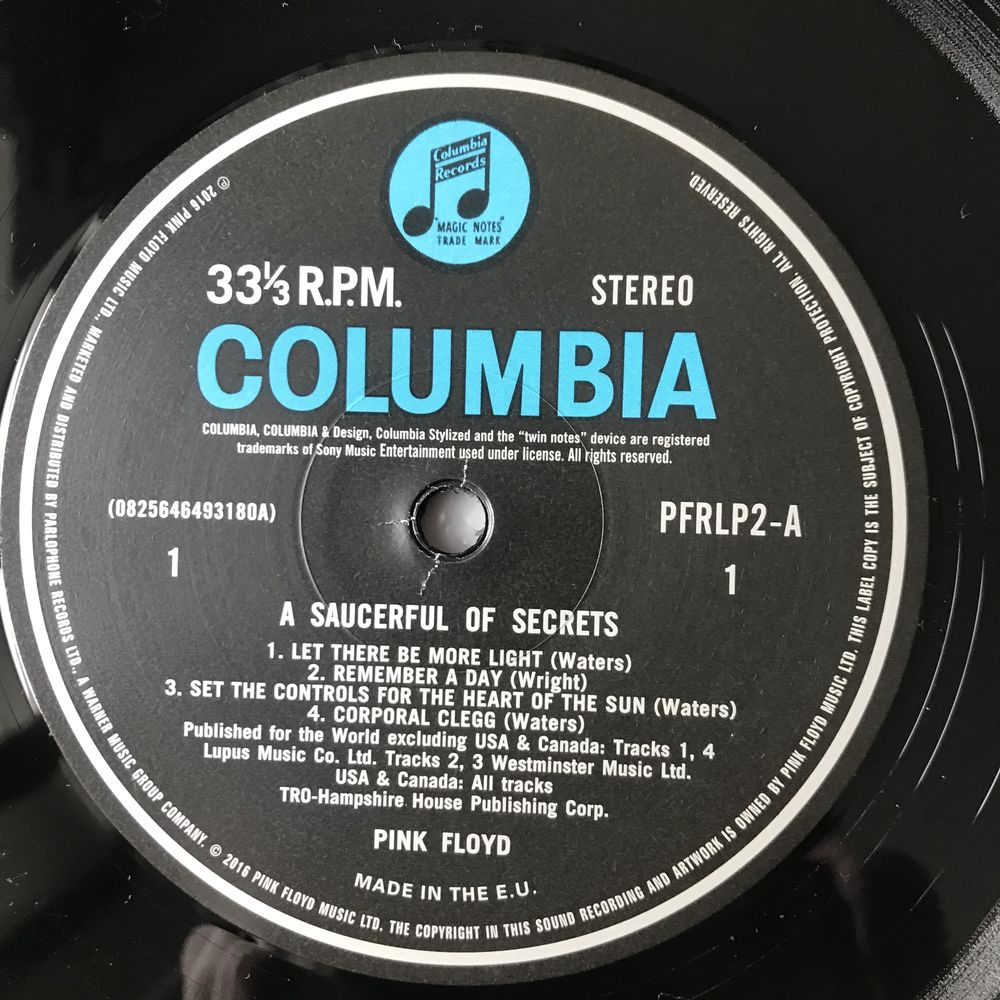 Columbia
Records
"MAGIC NOTES"
TRADE MARK
33⅓ R.P.M.
STEREO
COLUMBIA
COLUMBIA, COLUMBIA & Design, Columbia Stylized and the "twin notes" device are registered
trademarks of Sony Music Entertainment used under license. All rights reserved.
(0825646493180A)
PFRLP2-A
1
1
A SAUCERFUL OF SECRETS
1. LET THERE BE MORE LIGHT (Waters)
2. REMEMBER A DAY (Wright)
3. SET THE CONTROLS FOR THE HEART OF THE SUN (Waters)
4. CORPORAL CLEGG (Waters)
Published for the World excluding USA & Canada: Tracks 1, 4
Lupus Music Co. Ltd. Tracks 2, 3 Westminster Music Ltd.
USA & Canada: All tracks
TRO-Hampshire House Publishing Corp.
PINK FLOYD
MADE IN THE E.U.
℗ 2016 PINK FLOYD MUSIC LTD., MARKETED AND DISTRIBUTED BY PARLOPHONE RECORDS LTD., A WARNER MUSIC GROUP COMPANY. © 2016 PINK FLOYD MUSIC LTD. THE COPYRIGHT IN THIS SOUND RECORDING AND ARTWORK IS OWNED BY PINK FLOYD MUSIC LTD. THIS LABEL COPY IS THE SUBJECT OF COPYRIGHT PROTECTION. ALL RIGHTS RESERVED.